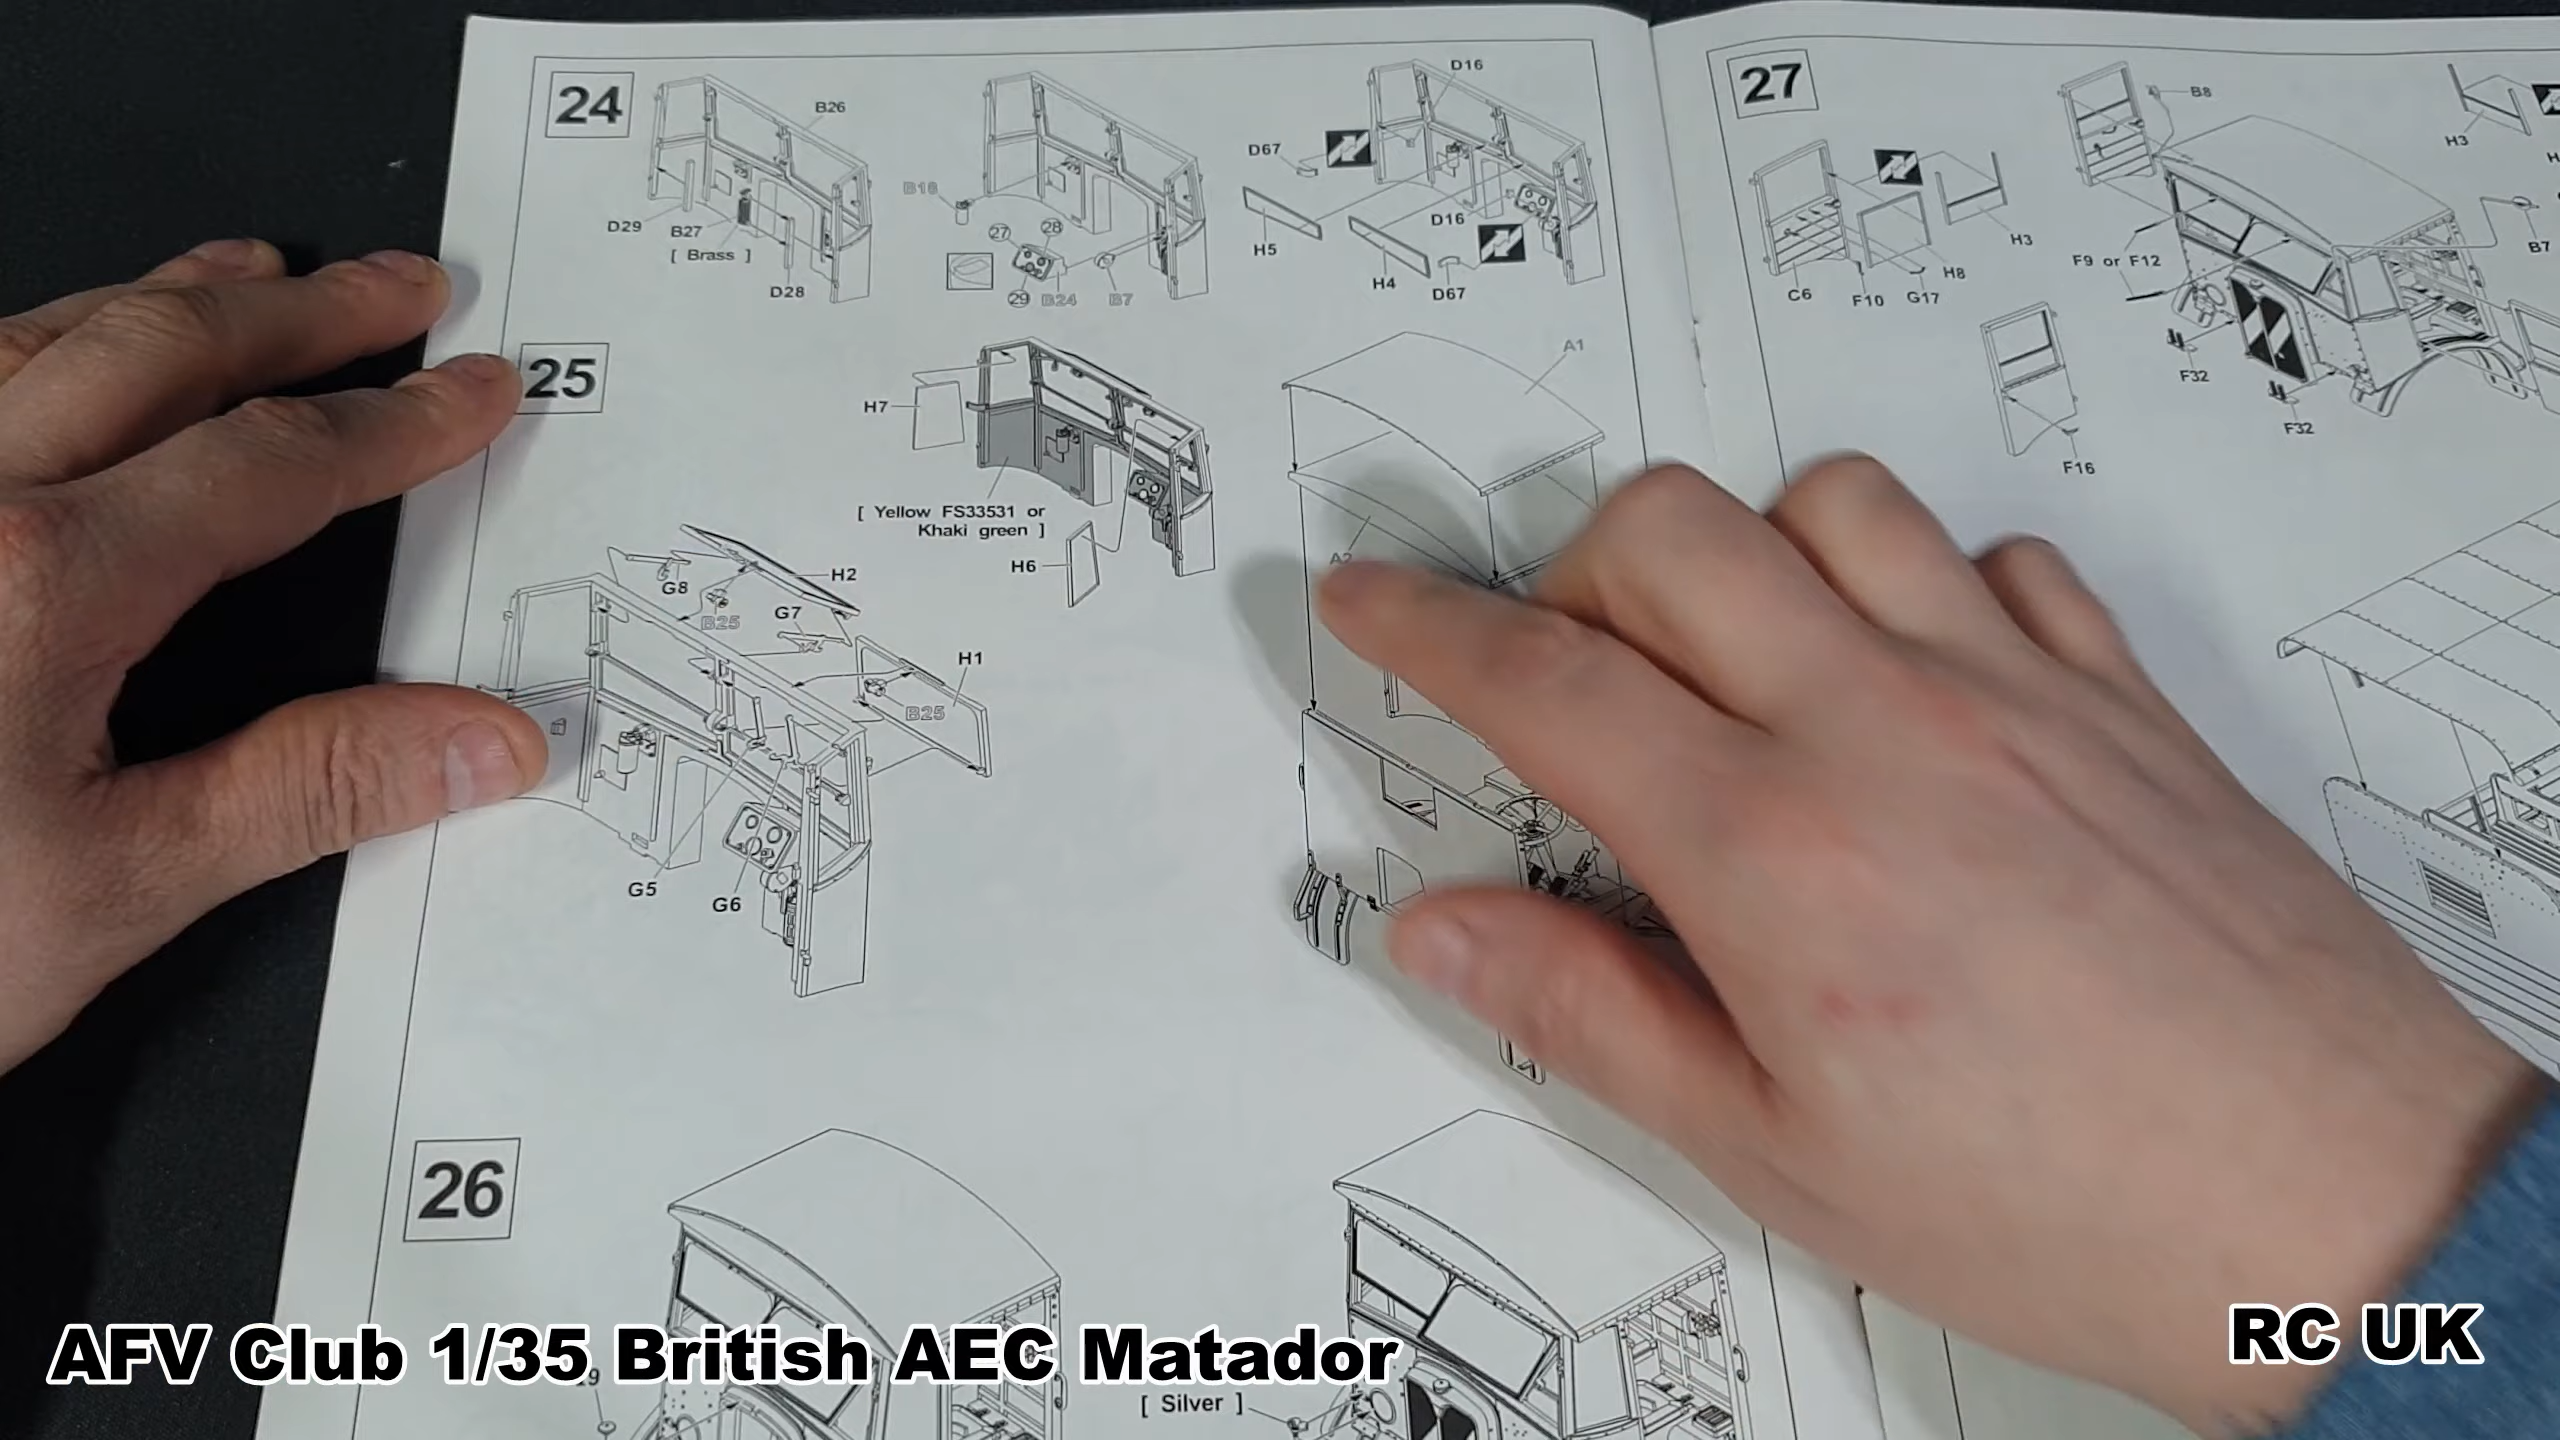 24
B26
D29
B27
[ Brass ]
D28
B18
27
28
29
B24
B7
D16
D67
H5
H4
D16
D67
25
H7
[ Yellow FS33531 or
Khaki green ]
H6
A1
A2
G8
H2
B25
G7
H1
B25
G5
G6
26
[ Silver ]
27
B8
H3
C6
F10
G17
H8
H3
F9 or F12
B7
F32
F32
F16
AFV Club 1/35 British AEC Matador
RC UK